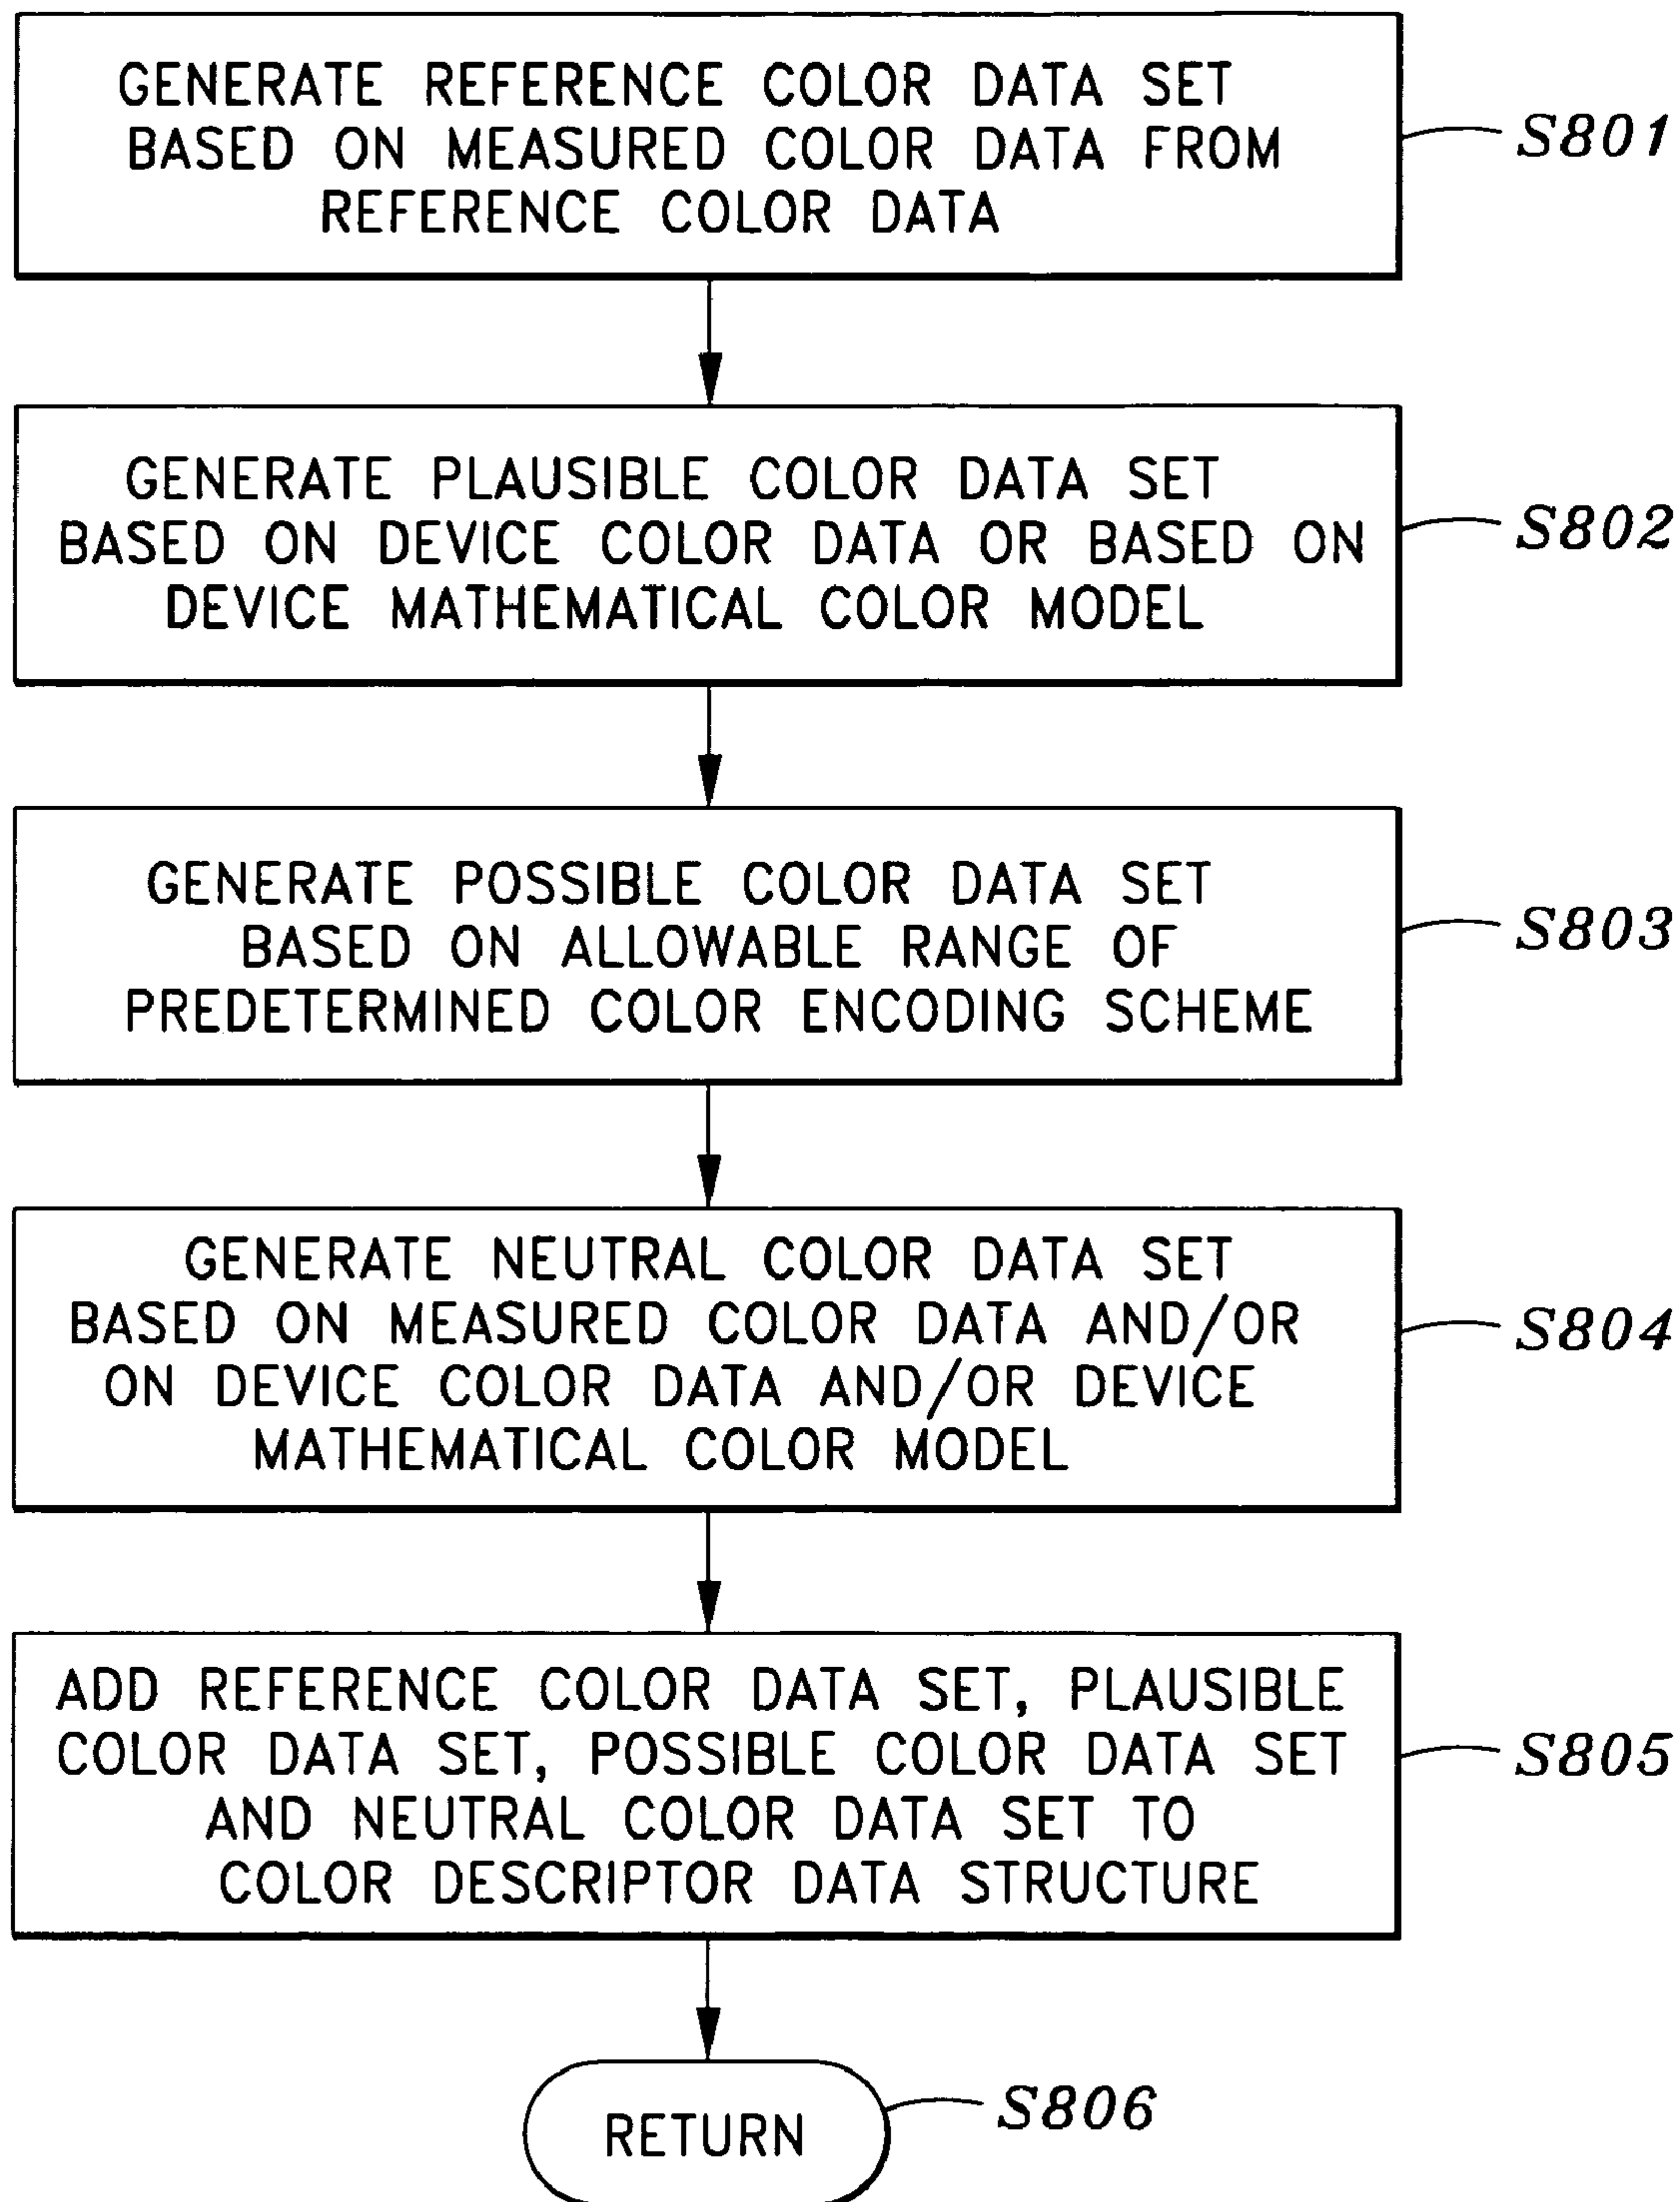 GENERATE REFERENCE COLOR DATA SET
BASED ON MEASURED COLOR DATA FROM
REFERENCE COLOR DATA
S801
GENERATE PLAUSIBLE COLOR DATA SET
BASED ON DEVICE COLOR DATA OR BASED ON
DEVICE MATHEMATICAL COLOR MODEL
S802
GENERATE POSSIBLE COLOR DATA SET
BASED ON ALLOWABLE RANGE OF
PREDETERMINED COLOR ENCODING SCHEME
S803
GENERATE NEUTRAL COLOR DATA SET
BASED ON MEASURED COLOR DATA AND/OR
ON DEVICE COLOR DATA AND/OR DEVICE
MATHEMATICAL COLOR MODEL
S804
ADD REFERENCE COLOR DATA SET, PLAUSIBLE
COLOR DATA SET, POSSIBLE COLOR DATA SET
AND NEUTRAL COLOR DATA SET TO
COLOR DESCRIPTOR DATA STRUCTURE
S805
RETURN
S806